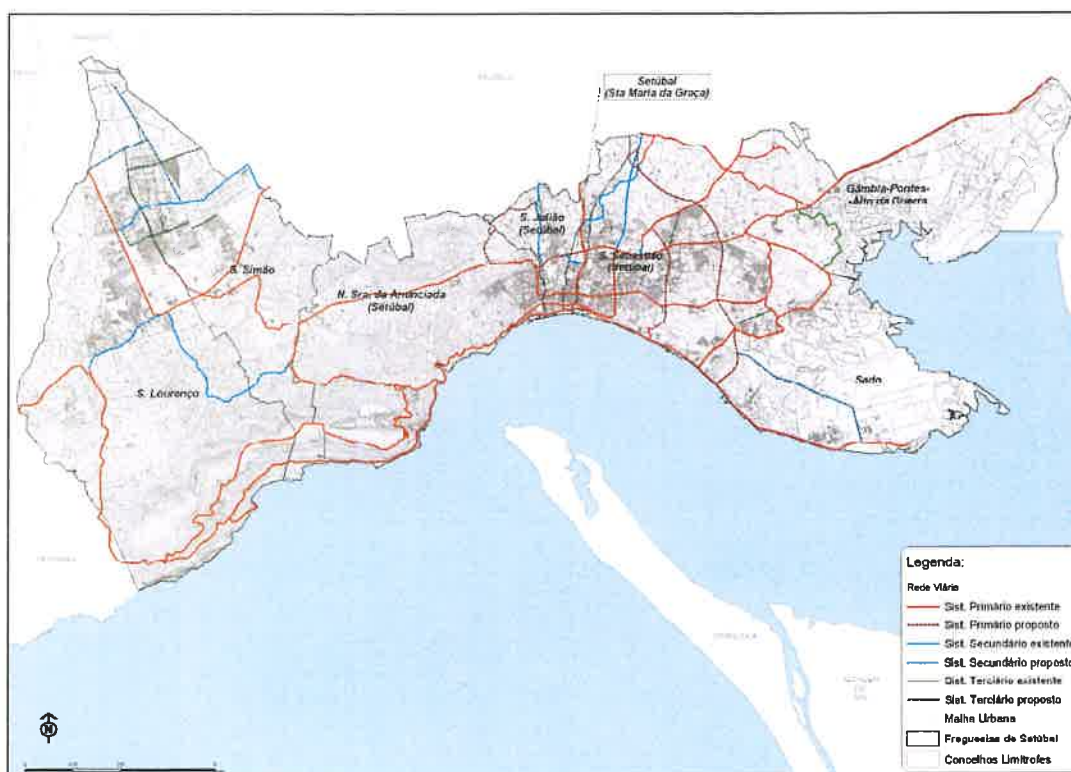 Setúbal
(Sta Maria da Graça)
Gâmbia-Pontes-
-Alto da Guerra
S. Julião
(Setúbal)
S. Sebastião
(Setúbal)
S. Simão
N. Sra. da Anunciada
(Setúbal)
S. Lourenço
Sado
Legenda:
Rede Viária
Sist. Primário existente
Sist. Primário proposto
Sist. Secundário existente
Sist. Secundário proposto
Sist. Terciário existente
Sist. Terciário proposto
Malha Urbana
Freguesias de Setúbal
Concelhos Limítrofes
N